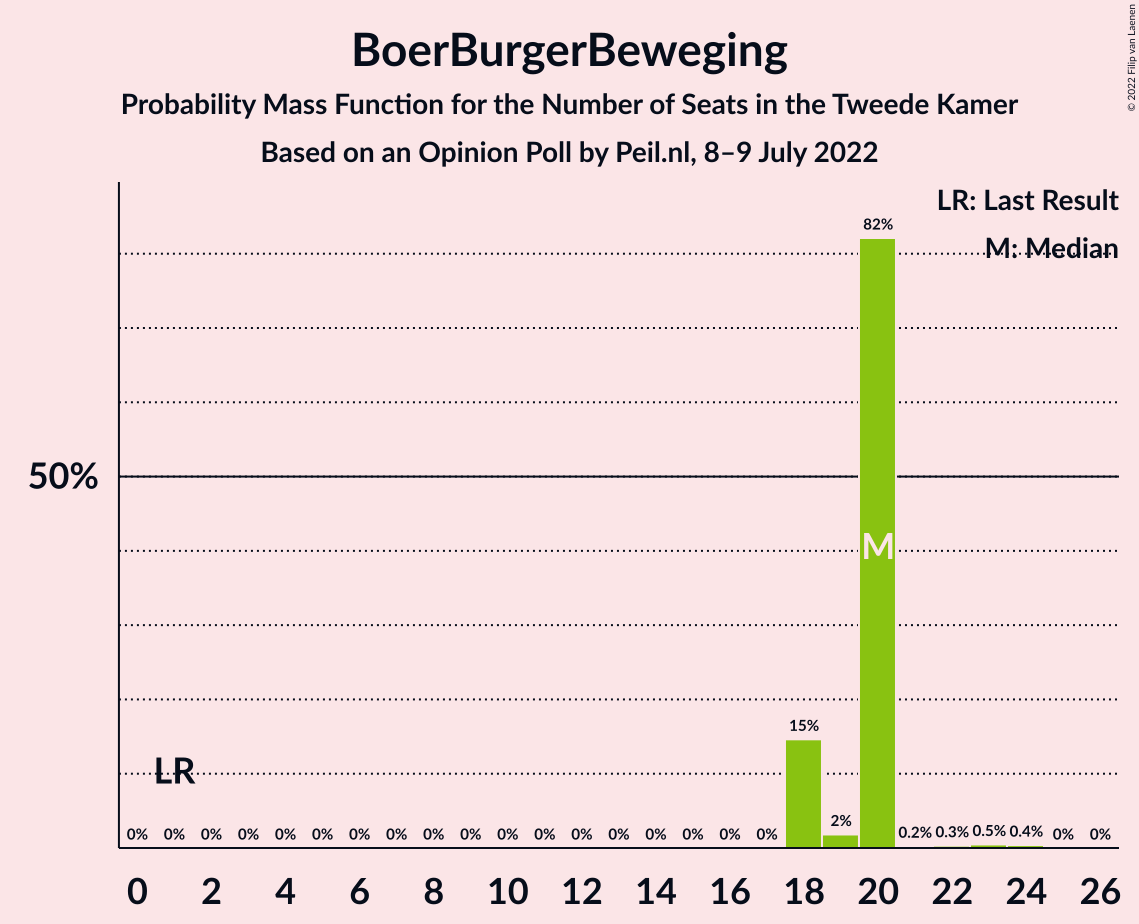 BoerBurgerBeweging
Probability Mass Function for the Number of Seats in the Tweede Kamer
Based on an Opinion Poll by Peil.nl, 8–9 July 2022
© 2022 Filip van Laenen
LR: Last Result
M: Median
82%
50%
M
15%
LR
0% 0% 0% 0% 0% 0% 0% 0% 0% 0% 0% 0% 0% 0% 0% 0% 0% 0% 2% 0.2% 0.3% 0.5% 0.4% 0% 0%
0 2 4 6 8 10 12 14 16 18 20 22 24 26